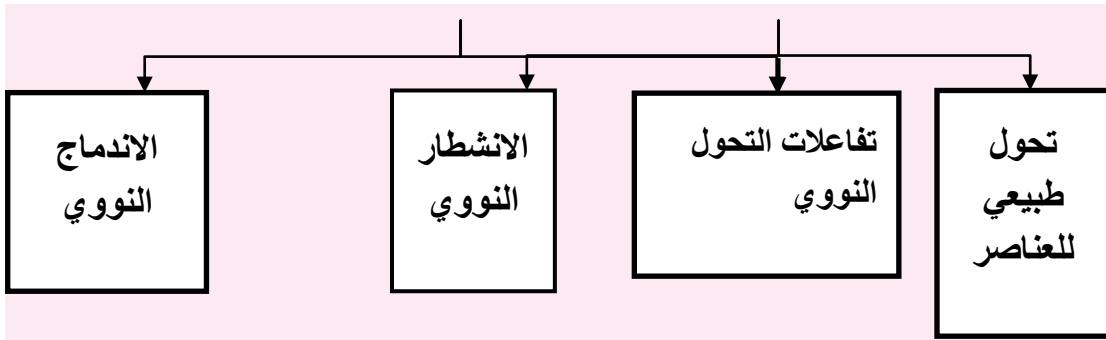 تحول
طبيعي
للعناصر
تفاعلات التحول
النووي
الانشطار
النووي
الاندماج
النووي